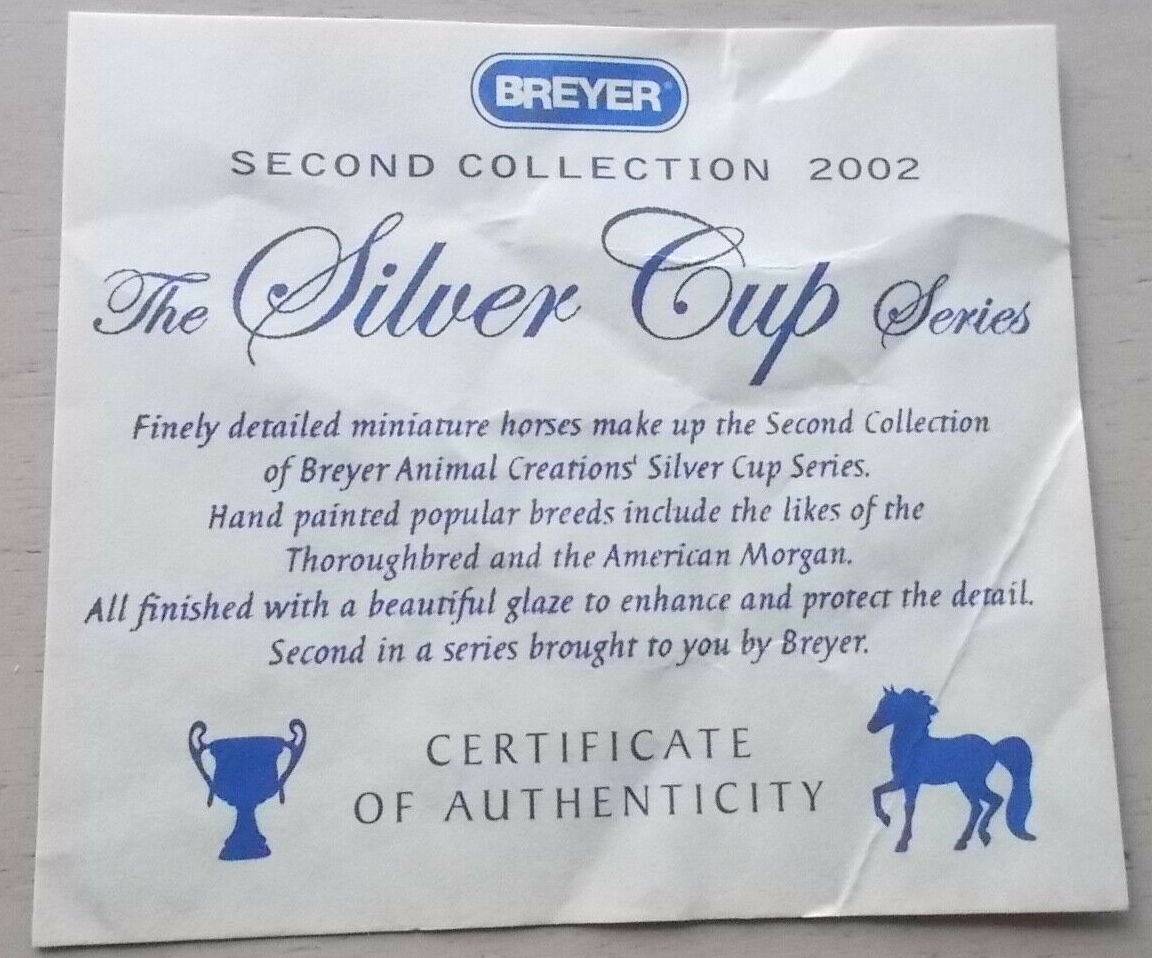 BREYER®
SECOND COLLECTION 2002
The Silver Cup Series
Finely detailed miniature horses make up the Second Collection
of Breyer Animal Creations' Silver Cup Series.
Hand painted popular breeds include the likes of the
Thoroughbred and the American Morgan.
All finished with a beautiful glaze to enhance and protect the detail.
Second in a series brought to you by Breyer.
CERTIFICATE
OF AUTHENTICITY